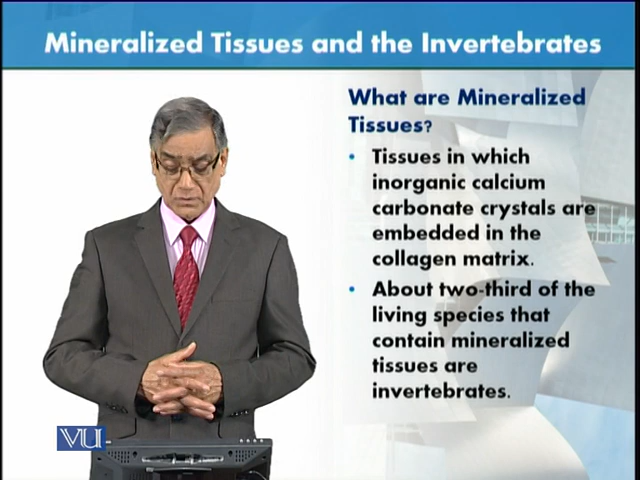 Mineralized Tissues and the Invertebrates
What are Mineralized
Tissues?
• Tissues in which
inorganic calcium
carbonate crystals are
embedded in the
collagen matrix.
• About two-third of the
living species that
contain mineralized
tissues are
invertebrates.
VU